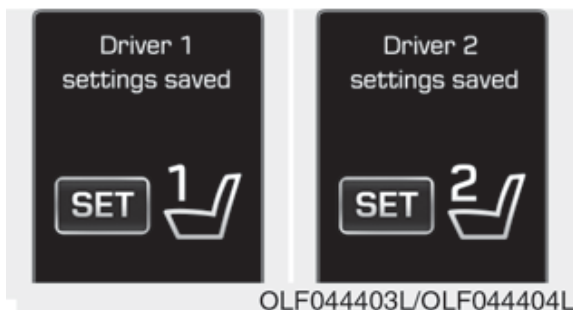 Driver 1
settings saved
SET 1
Driver 2
settings saved
SET 2
OLF044403L/OLF044404L